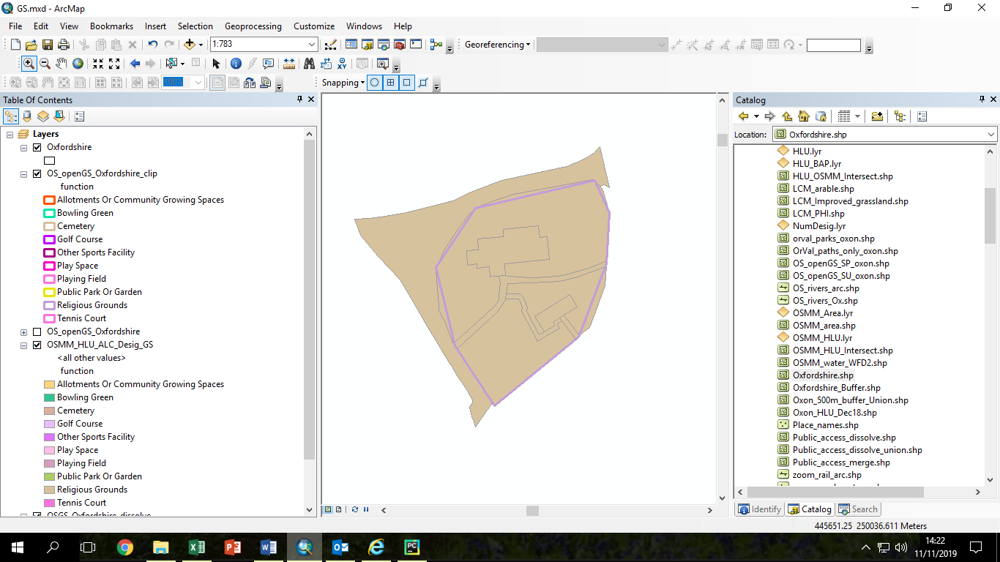 GS.mxd - ArcMap
File Edit View Bookmarks Insert Selection Geoprocessing Customize Windows Help
1:783 Georeferencing
100% Snapping
Table Of Contents
Layers
Oxfordshire
OS_openGS_Oxfordshire_clip
function
Allotments Or Community Growing Spaces
Bowling Green
Cemetery
Golf Course
Other Sports Facility
Play Space
Playing Field
Public Park Or Garden
Religious Grounds
Tennis Court
OS_openGS_Oxfordshire
OSMM_HLU_ALC_Desig_GS
<all other values>
function
Allotments Or Community Growing Spaces
Bowling Green
Cemetery
Golf Course
Other Sports Facility
Play Space
Playing Field
Public Park Or Garden
Religious Grounds
Tennis Court
OSGS_Oxfordshire_dissolve
Catalog
Location: Oxfordshire.shp
HLU.lyr
HLU_BAP.lyr
HLU_OSMM_Intersect.shp
LCM_arable.shp
LCM_Improved_grassland.shp
LCM_PHI.shp
NumDesig.lyr
orval_parks_oxon.shp
OrVal_paths_only_oxon.shp
OS_openGS_SP_oxon.shp
OS_openGS_SU_oxon.shp
OS_rivers_arc.shp
OS_rivers_Ox.shp
OSMM_Area.lyr
OSMM_area.shp
OSMM_HLU.lyr
OSMM_HLU_Intersect.shp
OSMM_water_WFD2.shp
Oxfordshire.shp
Oxfordshire_Buffer.shp
Oxon_500m_buffer_Union.shp
Oxon_HLU_Dec18.shp
Place_names.shp
Public_access_dissolve.shp
Public_access_dissolve_union.shp
Public_access_merge.shp
zoom_rail_arc.shp
Identify Catalog Search
445651.25 250036.611 Meters
14:22
11/11/2019